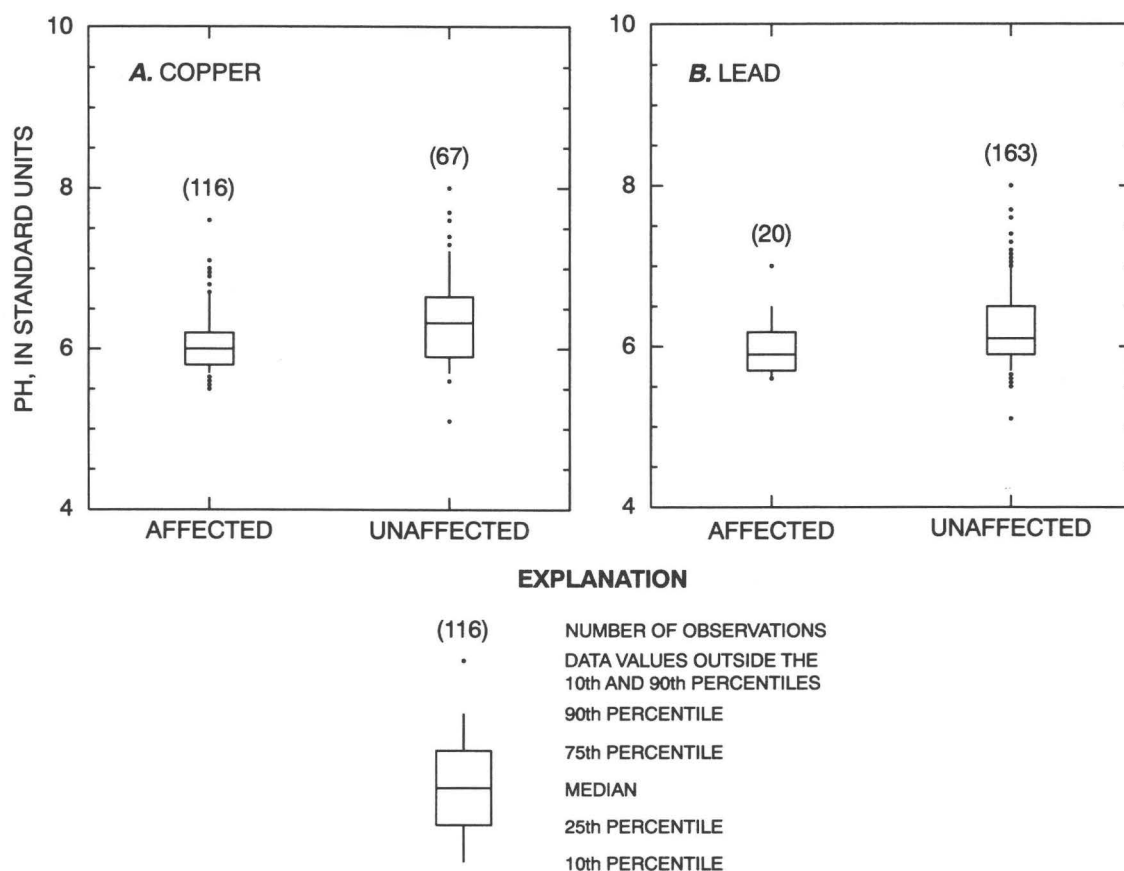 10
8
6
4
PH, IN STANDARD UNITS
A. COPPER
(116)
(67)
AFFECTED
UNAFFECTED
10
8
6
4
B. LEAD
(20)
(163)
AFFECTED
UNAFFECTED
EXPLANATION
(116) NUMBER OF OBSERVATIONS
DATA VALUES OUTSIDE THE
10th AND 90th PERCENTILES
90th PERCENTILE
75th PERCENTILE
MEDIAN
25th PERCENTILE
10th PERCENTILE